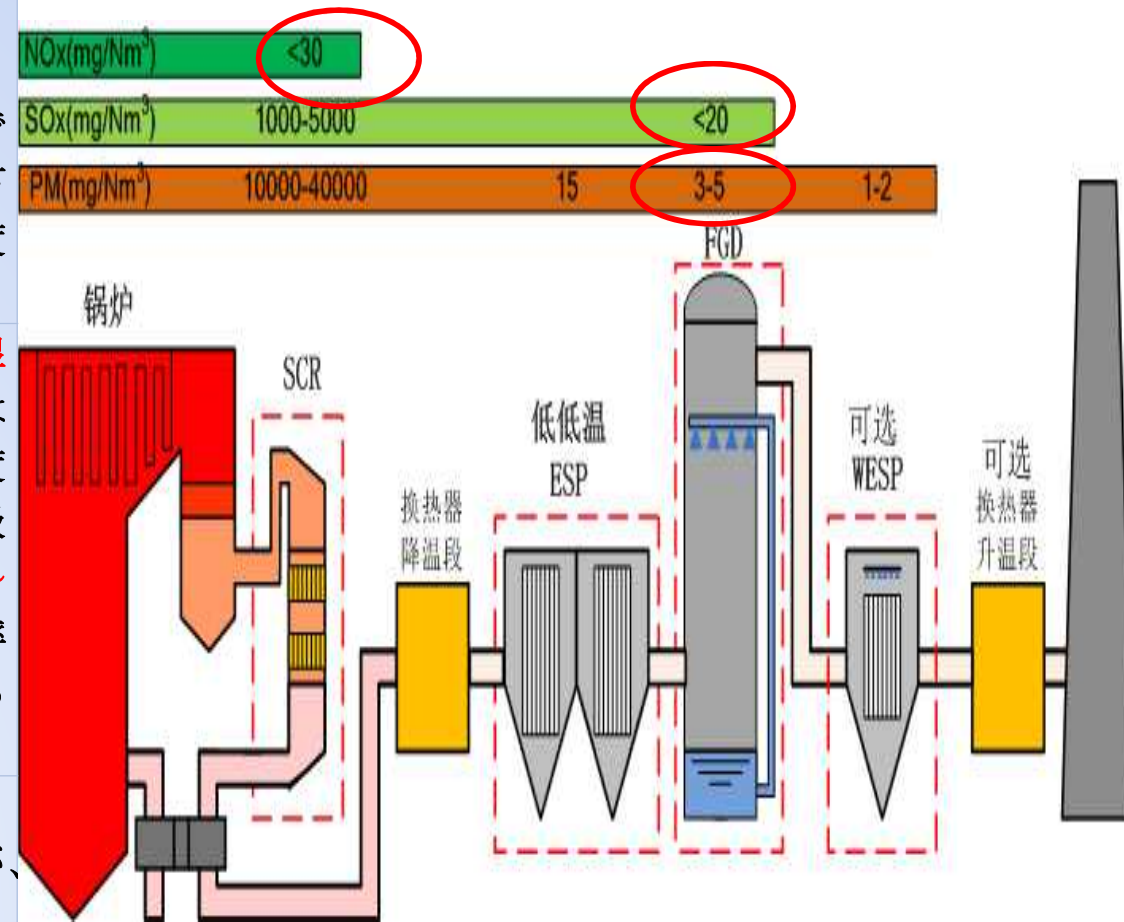 NOx(mg/Nm³) <30
SOx(mg/Nm³) 1000-5000 <20
PM(mg/Nm³) 10000-40000 15 3-5 1-2
FGD
锅炉
SCR
低低温
ESP
可选
WESP
可选
换热器
升温段
换热器
降温段